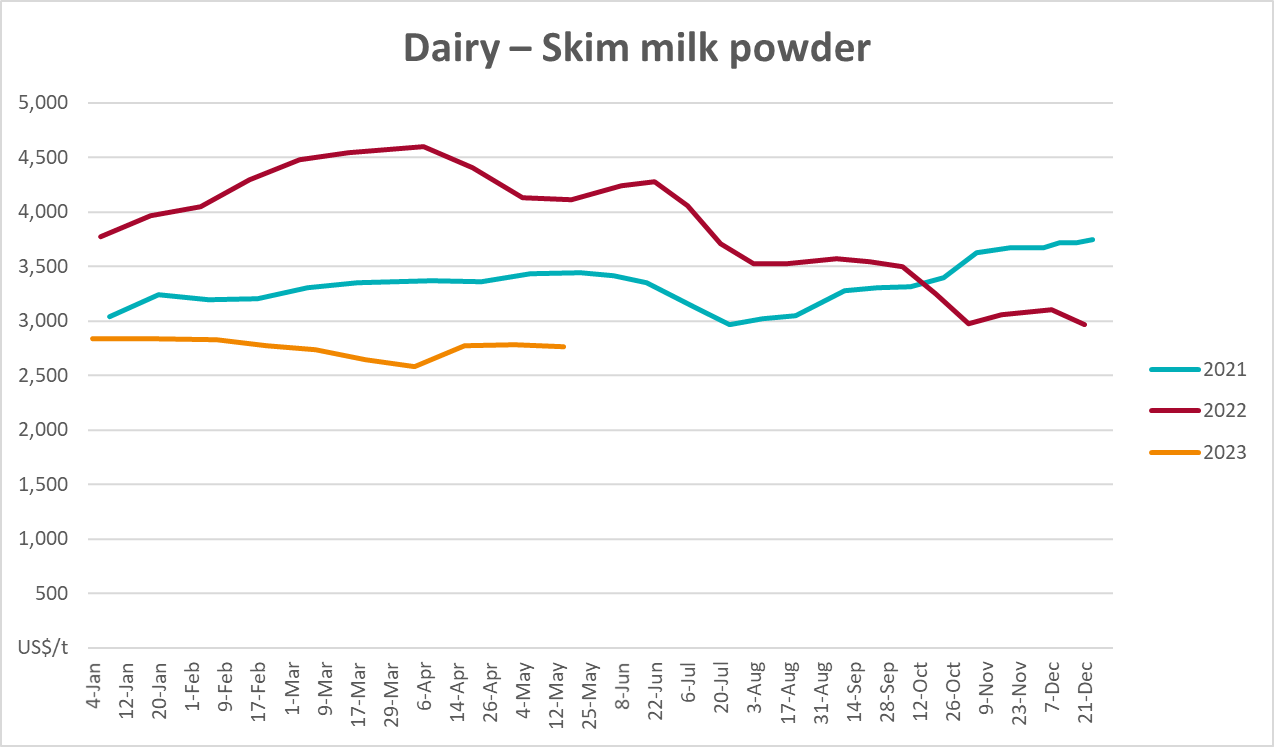 Dairy – Skim milk powder
5,000
4,500
4,000
3,500
3,000
2,500
2,000
1,500
1,000
500
US$/t
4-Jan
12-Jan
20-Jan
1-Feb
9-Feb
17-Feb
1-Mar
9-Mar
17-Mar
29-Mar
6-Apr
14-Apr
26-Apr
4-May
12-May
25-May
8-Jun
22-Jun
6-Jul
20-Jul
3-Aug
17-Aug
31-Aug
14-Sep
28-Sep
12-Oct
26-Oct
9-Nov
23-Nov
7-Dec
21-Dec
2021
2022
2023